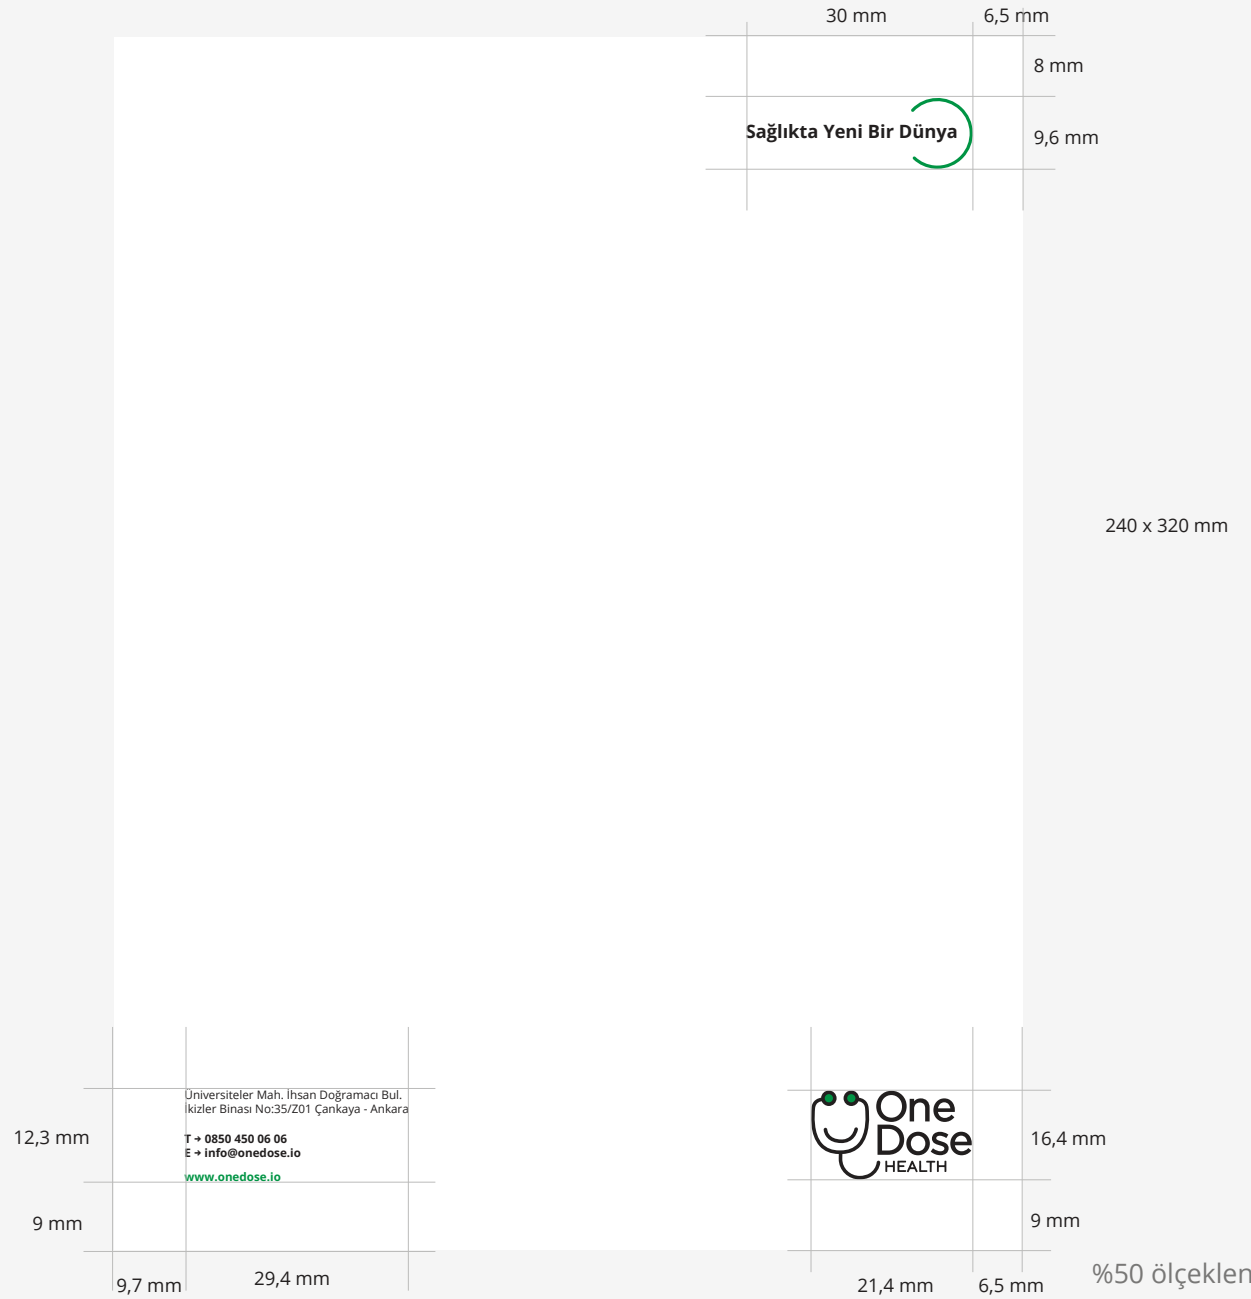 30 mm
6,5 mm
8 mm
Sağlıkta Yeni Bir Dünya
9,6 mm
240 x 320 mm
Üniversiteler Mah. İhsan Doğramacı Bul.
İkizler Binası No:35/Z01 Çankaya - Ankara
T → 0850 450 06 06
E → info@onedose.io
www.onedose.io
12,3 mm
9 mm
9,7 mm
29,4 mm
One
Dose
HEALTH
16,4 mm
9 mm
21,4 mm
6,5 mm
%50 ölçeklen